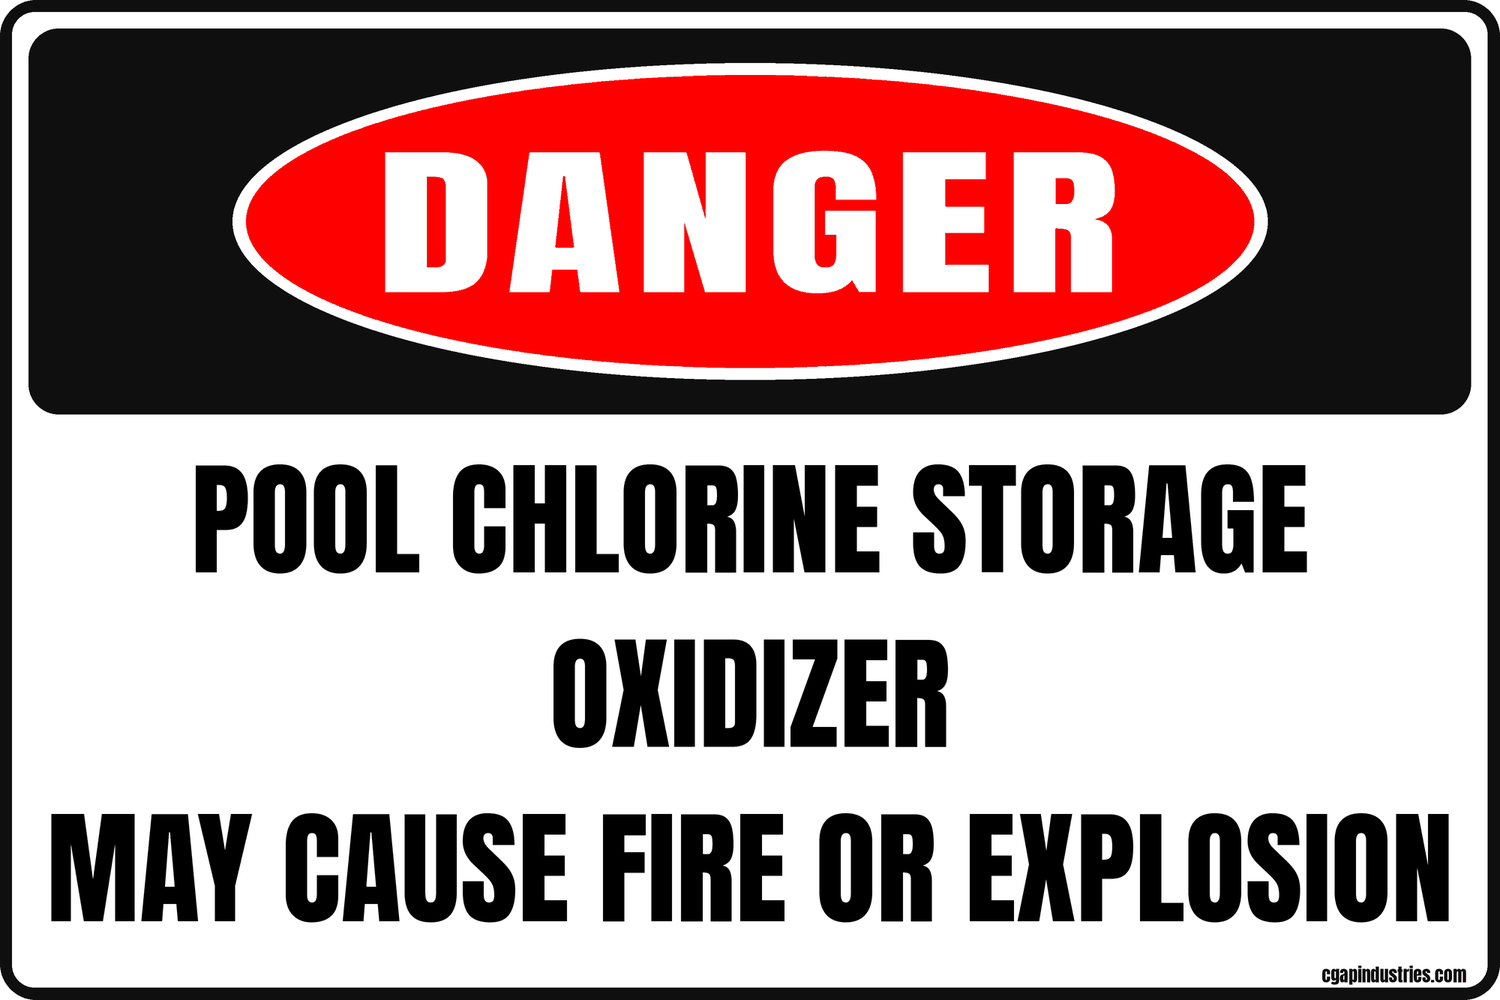 DANGER
POOL CHLORINE STORAGE
OXIDIZER
MAY CAUSE FIRE OR EXPLOSION
cgapindustries.com